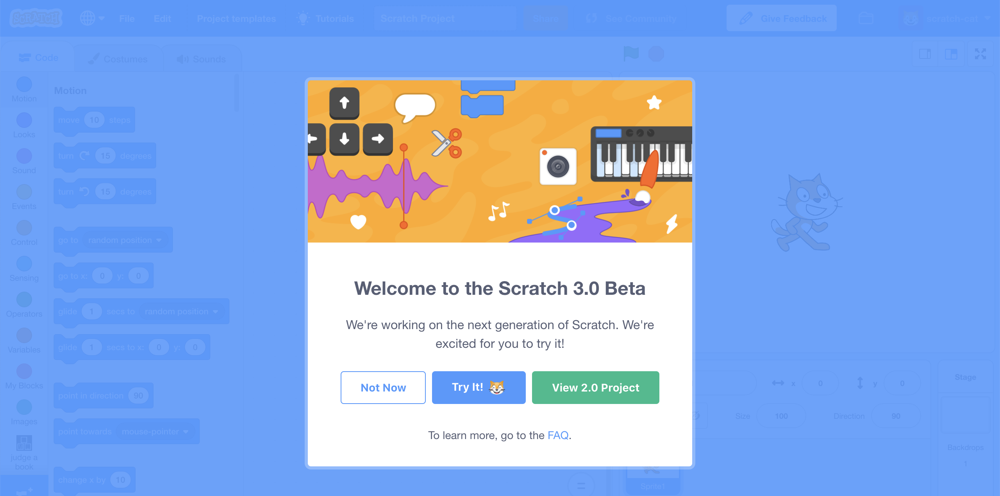 SCRATCH
File
Edit
Project templates
Tutorials
Scratch Project
Share
See Community
Give Feedback
scratch-cat
Code
Costumes
Sounds
Motion
Looks
Sound
Events
Control
Sensing
Operators
Variables
My Blocks
Images
judge a
book
Motion
move 10 steps
turn 15 degrees
turn 15 degrees
go to random position
go to x: 0 y: 0
glide 1 secs to random position
glide 1 secs to x: 0 y: 0
point in direction 90
point towards mouse-pointer
change x by 10
Welcome to the Scratch 3.0 Beta
We're working on the next generation of Scratch. We're
excited for you to try it!
Not Now
Try It!
View 2.0 Project
To learn more, go to the FAQ.
x 0 y 0
Size 100 Direction 90
Sprite1
Stage
Backdrops
1